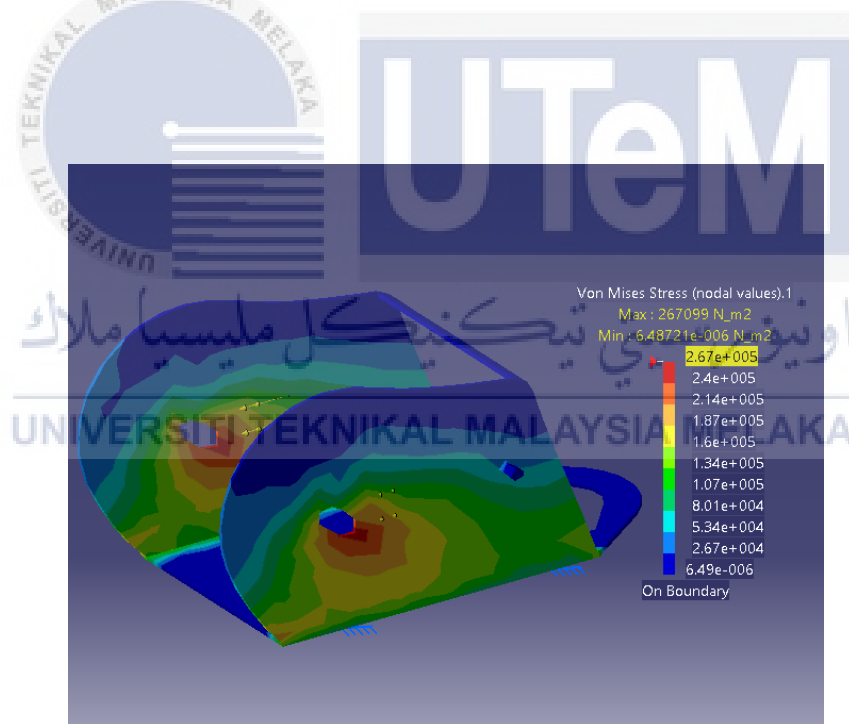 UNIVERSITI TEKNIKAL MELAKA
UTeM
تيكنيكل مليسيا ملاك
UNIVERSITI TEKNIKAL MALAYSIA MELAKA
Von Mises Stress (nodal values).1
Max : 267099 N_m2
Min : 6.48721e-006 N_m2
2.67e+005
2.4e+005
2.14e+005
1.87e+005
1.6e+005
1.34e+005
1.07e+005
8.01e+004
5.34e+004
2.67e+004
6.49e-006
On Boundary